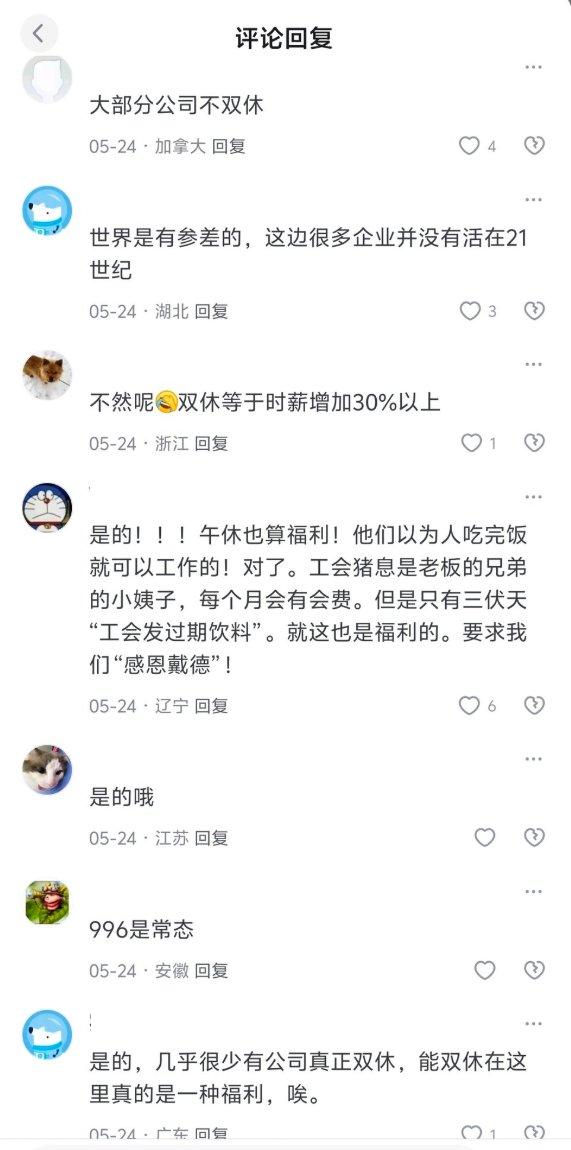 评论回复
大部分公司不双休
05-24 · 加拿大 回复
4
世界是有参差的，这边很多企业并没有活在21
世纪
05-24 · 湖北 回复
3
不然呢🤣双休等于时薪增加30%以上
05-24 · 浙江 回复
1
是的！！！午休也算福利！他们以为人吃完饭
就可以工作的！对了。工会猪息是老板的兄弟
的小姨子，每个月会有会费。但是只有三伏天
“工会发过期饮料”。就这也是福利的。要求我
们“感恩戴德”！
05-24 · 辽宁 回复
6
是的哦
05-24 · 江苏 回复
996是常态
05-24 · 安徽 回复
是的，几乎很少有公司真正双休，能双休在这
里真的是一种福利，唉。
05-24 · 广东 回复
1